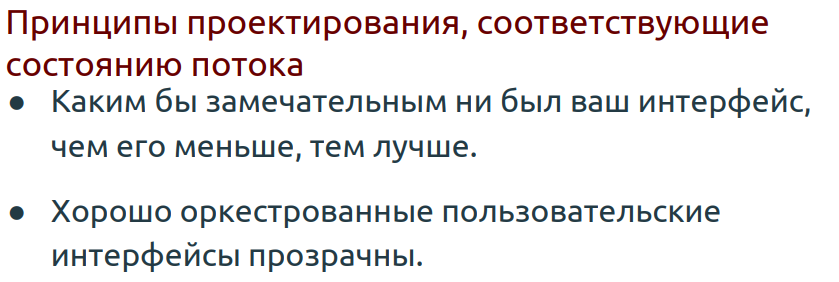 Принципы проектирования, соответствующие
состоянию потока
● Каким бы замечательным ни был ваш интерфейс,
чем его меньше, тем лучше.
● Хорошо оркестрованные пользовательские
интерфейсы прозрачны.